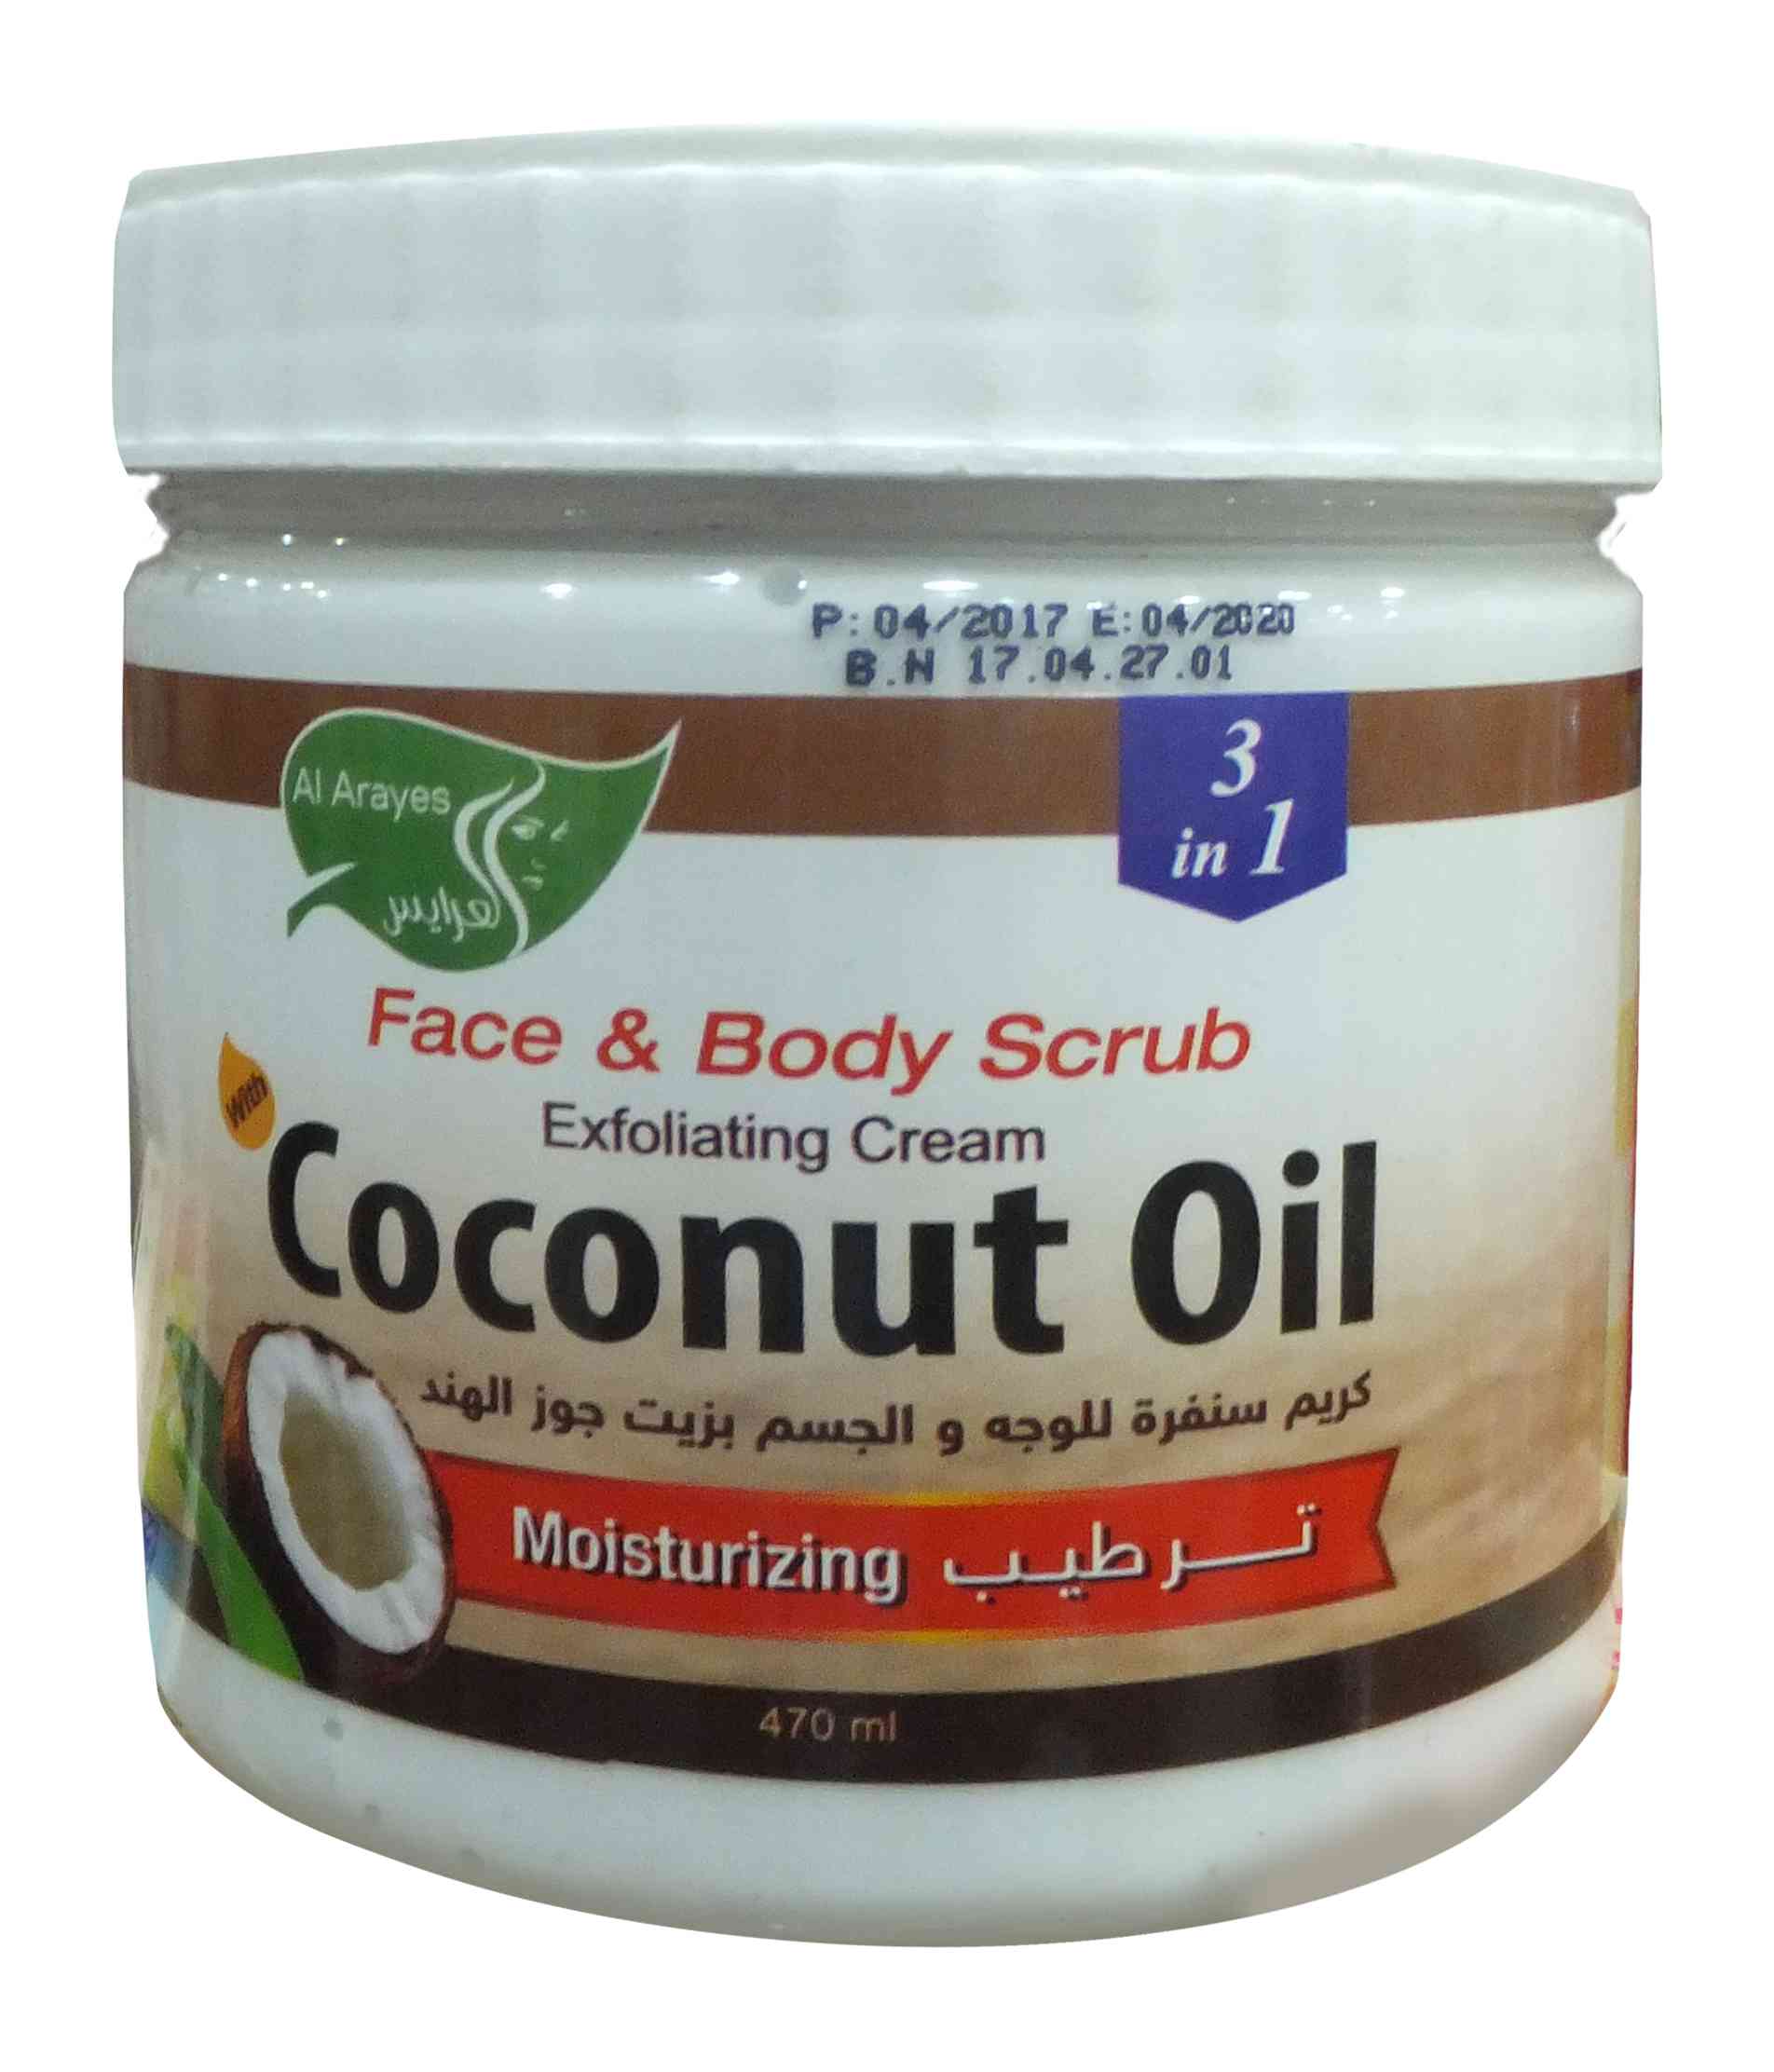 P: 04/2017 E: 04/2020
B.N 17.04.27.01
Al Arayes
العرايس
3
in 1
Face & Body Scrub
With
Exfoliating Cream
Coconut Oil
كريم سنفرة للوجه و الجسم بزيت جوز الهند
Moisturizing ترطيب
470 ml